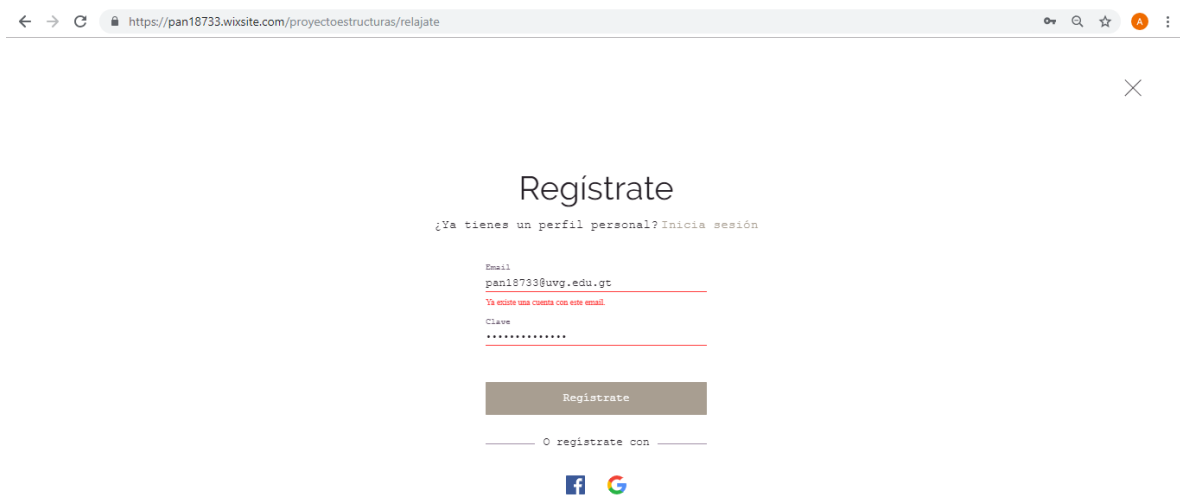 https://pan18733.wixsite.com/proyectoestructuras/relajate
A
Regístrate
¿Ya tienes un perfil personal? Inicia sesión
Email
pan18733@uvg.edu.gt
Ya existe una cuenta con este email.
Clave
••••••••••••••
Regístrate
O regístrate con
f G